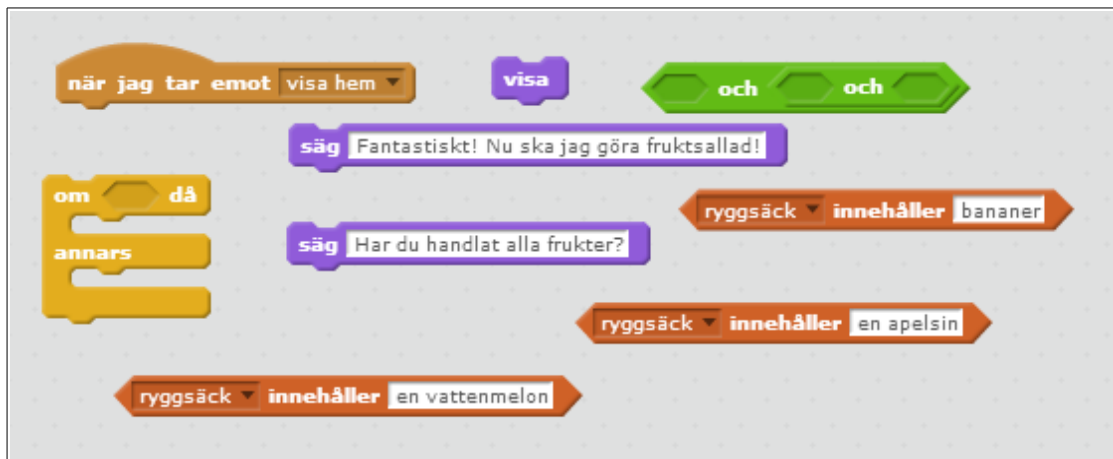 när jag tar emot visa hem
visa
och och
säg Fantastiskt! Nu ska jag göra fruktsallad!
om då
annars
ryggsäck innehåller bananer
säg Har du handlat alla frukter?
ryggsäck innehåller en apelsin
ryggsäck innehåller en vattenmelon